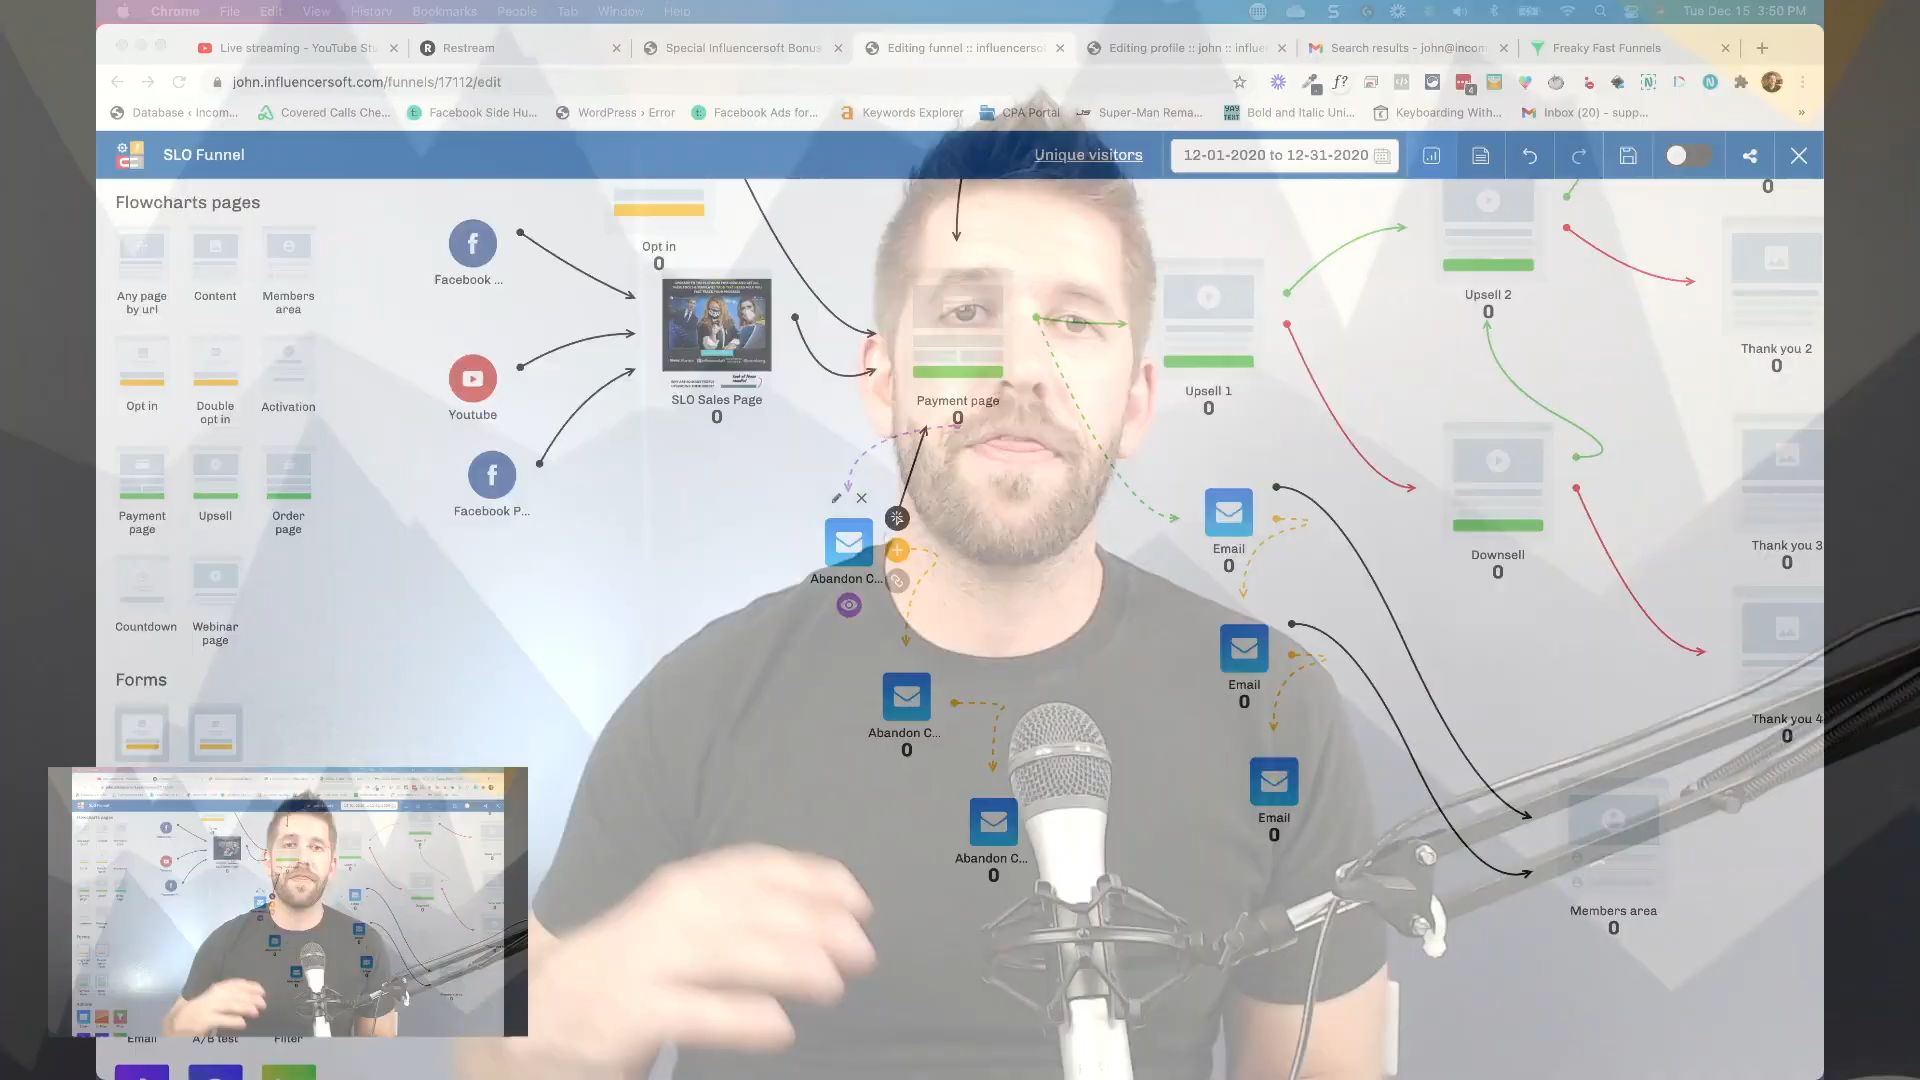 Chrome File Edit View History Bookmarks People Tab Window Help Tue Dec 15 3:50 PM
Live streaming - YouTube Stu Restream Special Influencersoft Bonus Editing funnel :: influencerso Editing profile :: john :: influe Search results - john@incom Freaky Fast Funnels
john.influencersoft.com/funnels/17112/edit
Database ‹ Incom... Covered Calls Che... Facebook Side Hu... WordPress › Error Facebook Ads for... Keywords Explorer CPA Portal Super-Man Rema... Bold and Italic Uni... Keyboarding With... Inbox (20) - supp... »
SLO Funnel Unique visitors 12-01-2020 to 12-31-2020
Flowcharts pages
Any page by url
Content
Members area
Opt in
Double opt in
Activation
Payment page
Upsell
Order page
Countdown
Webinar page
Forms
Email A/B test Filter
Facebook ...
Youtube
Facebook P...
Opt in
0
SLO Sales Page
0
Payment page
0
Abandon C...
Abandon C...
0
Abandon C...
0
Upsell 1
0
Email
0
Email
0
Email
0
Upsell 2
0
Downsell
0
0
Thank you 2
0
Thank you 3
0
Thank you 4
0
Members area
0